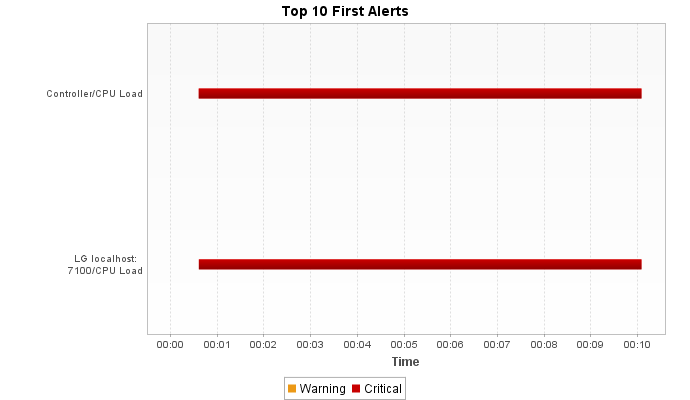 Top 10 First Alerts
Controller/CPU Load
LG localhost:
7100/CPU Load
00:00 00:01 00:02 00:03 00:04 00:05 00:06 00:07 00:08 00:09 00:10
Time
Warning Critical